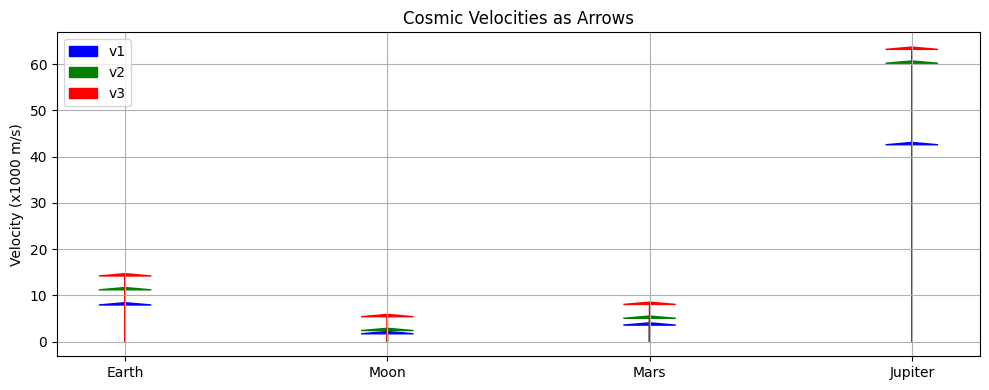 Cosmic Velocities as Arrows
v1
v2
v3
Velocity (x1000 m/s)
60
50
40
30
20
10
0
Earth Moon Mars Jupiter